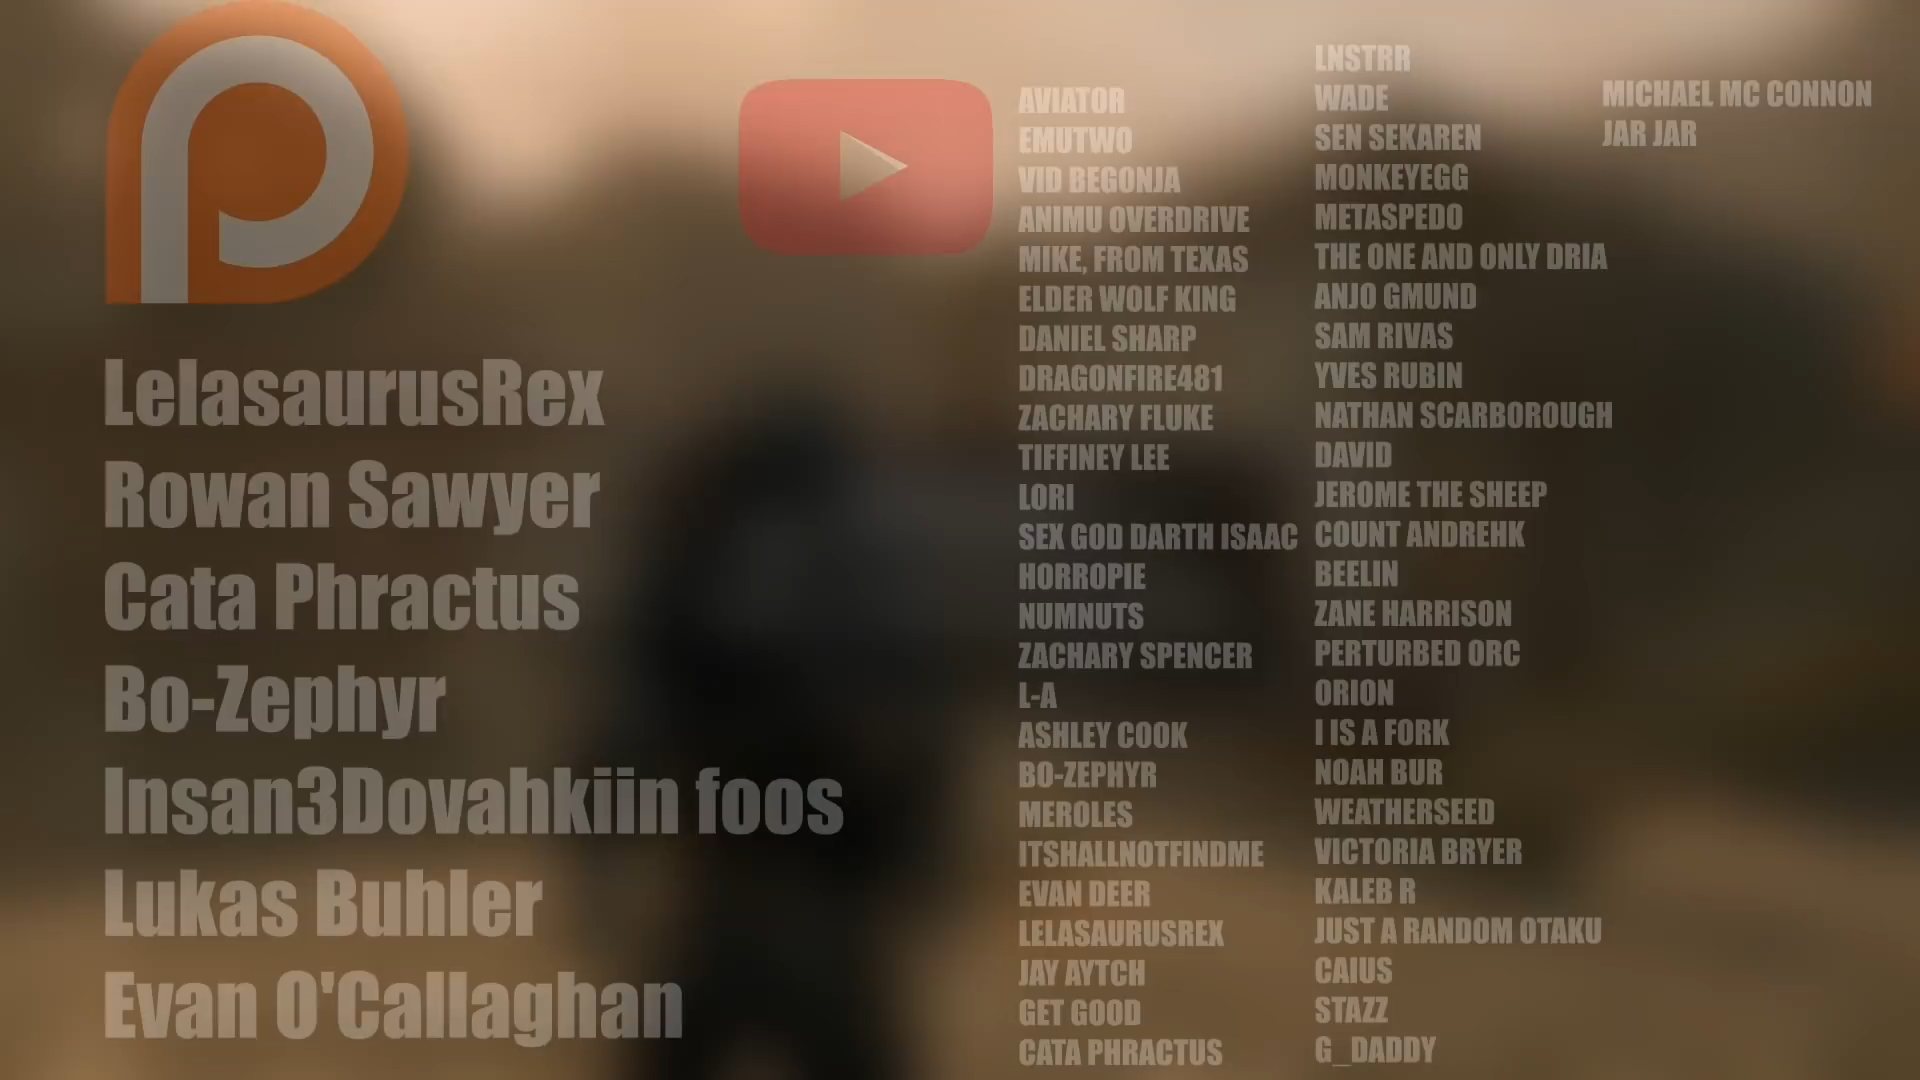 LelasaurusRex
Rowan Sawyer
Cata Phractus
Bo-Zephyr
Insan3Dovahkiin foos
Lukas Buhler
Evan O'Callaghan
AVIATOR
EMUTWO
VID BEGONJA
ANIMU OVERDRIVE
MIKE, FROM TEXAS
ELDER WOLF KING
DANIEL SHARP
DRAGONFIRE481
ZACHARY FLUKE
TIFFINEY LEE
LORI
SEX GOD DARTH ISAAC
HORROPIE
NUMNUTS
ZACHARY SPENCER
L-A
ASHLEY COOK
BO-ZEPHYR
MEROLES
ITSHALLNOTFINDME
EVAN DEER
LELASAURUSREX
JAY AYTCH
GET GOOD
CATA PHRACTUS
LNSTRR
WADE
SEN SEKAREN
MONKEYEGG
METASPEDO
THE ONE AND ONLY DRIA
ANJO GMUND
SAM RIVAS
YVES RUBIN
NATHAN SCARBOROUGH
DAVID
JEROME THE SHEEP
COUNT ANDREHK
BEELIN
ZANE HARRISON
PERTURBED ORC
ORION
I IS A FORK
NOAH BUR
WEATHERSEED
VICTORIA BRYER
KALEB R
JUST A RANDOM OTAKU
CAIUS
STAZZ
G_DADDY
MICHAEL MC CONNON
JAR JAR